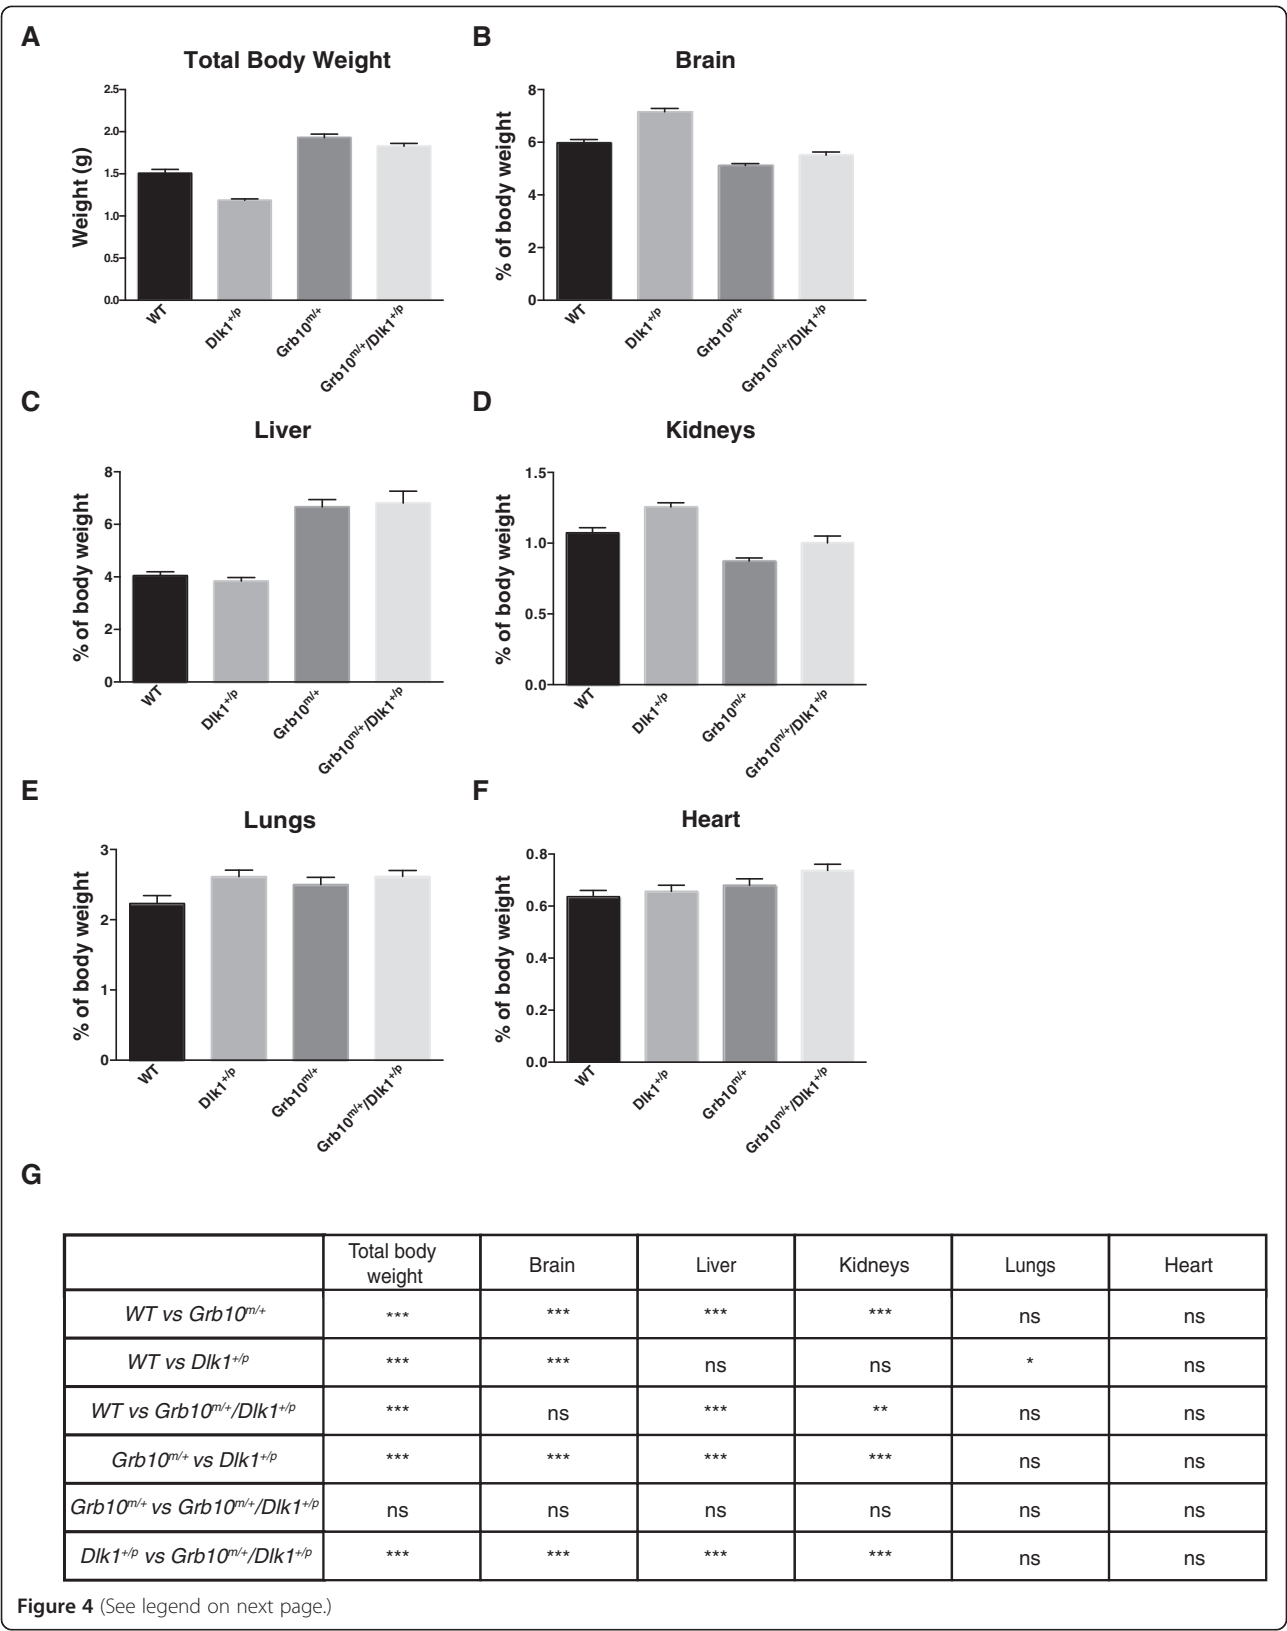 A
Total Body Weight
Weight (g)
2.5
2.0
1.5
1.0
0.5
0.0
WT
Dlk1+/p
Grb10m/+
Grb10m/+/Dlk1+/p
B
Brain
% of body weight
8
6
4
2
0
WT
Dlk1+/p
Grb10m/+
Grb10m/+/Dlk1+/p
C
Liver
% of body weight
8
6
4
2
0
WT
Dlk1+/p
Grb10m/+
Grb10m/+/Dlk1+/p
D
Kidneys
% of body weight
1.5
1.0
0.5
0.0
WT
Dlk1+/p
Grb10m/+
Grb10m/+/Dlk1+/p
E
Lungs
% of body weight
3
2
1
0
WT
Dlk1+/p
Grb10m/+
Grb10m/+/Dlk1+/p
F
Heart
% of body weight
0.8
0.6
0.4
0.2
0.0
WT
Dlk1+/p
Grb10m/+
Grb10m/+/Dlk1+/p
G
Total body
weight Brain Liver Kidneys Lungs Heart
WT vs Grb10m/+ *** *** *** *** ns ns
WT vs Dlk1+/p *** *** ns ns * ns
WT vs Grb10m/+/Dlk1+/p *** ns *** ** ns ns
Grb10m/+ vs Dlk1+/p *** *** *** *** ns ns
Grb10m/+ vs Grb10m/+/Dlk1+/p ns ns ns ns ns ns
Dlk1+/p vs Grb10m/+/Dlk1+/p *** *** *** *** ns ns
Figure 4 (See legend on next page.)